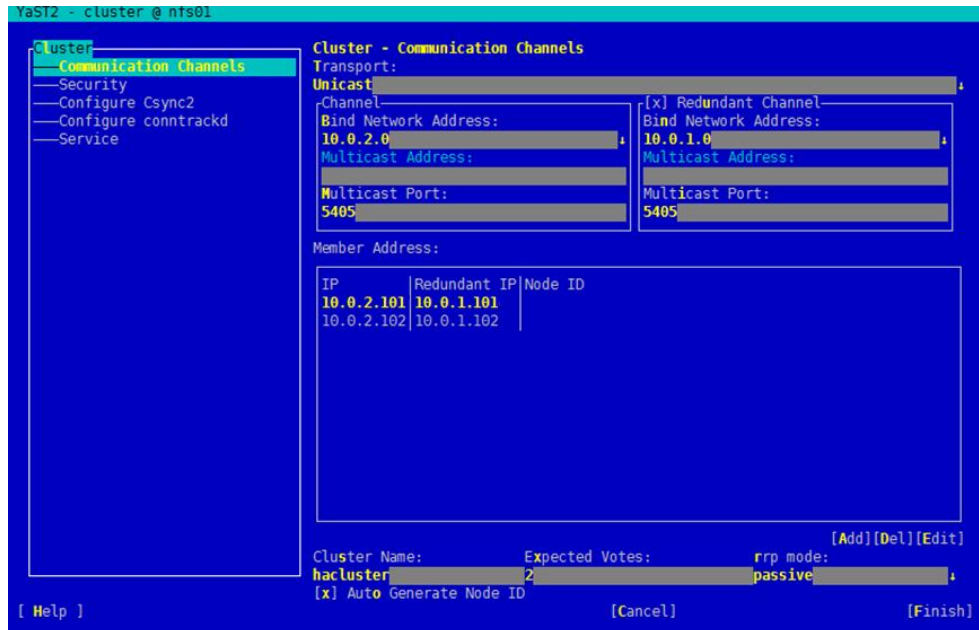 YaST2 - cluster @ nfs01
Cluster
Communication Channels
Security
Configure Csync2
Configure conntrackd
Service
Cluster - Communication Channels
Transport:
Unicast
Channel
Bind Network Address:
10.0.2.0
Multicast Address:
Multicast Port:
5405
[x] Redundant Channel
Bind Network Address:
10.0.1.0
Multicast Address:
Multicast Port:
5405
Member Address:
IP Redundant IP Node ID
10.0.2.101 10.0.1.101
10.0.2.102 10.0.1.102
[Add][Del][Edit]
Cluster Name: Expected Votes: rrp mode:
hacluster 2 passive
[x] Auto Generate Node ID
[ Help ] [Cancel] [Finish]